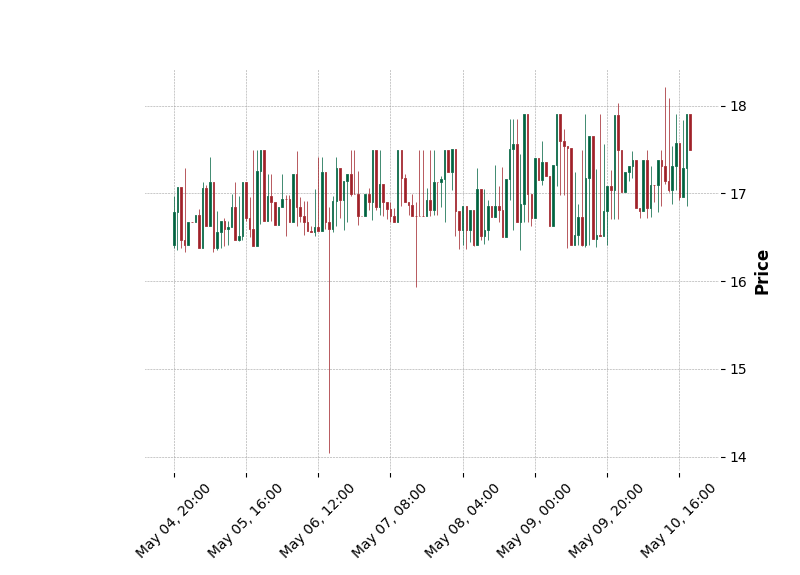 18
17
16
15
14
Price
May 04, 20:00
May 05, 16:00
May 06, 12:00
May 07, 08:00
May 08, 04:00
May 09, 00:00
May 09, 20:00
May 10, 16:00